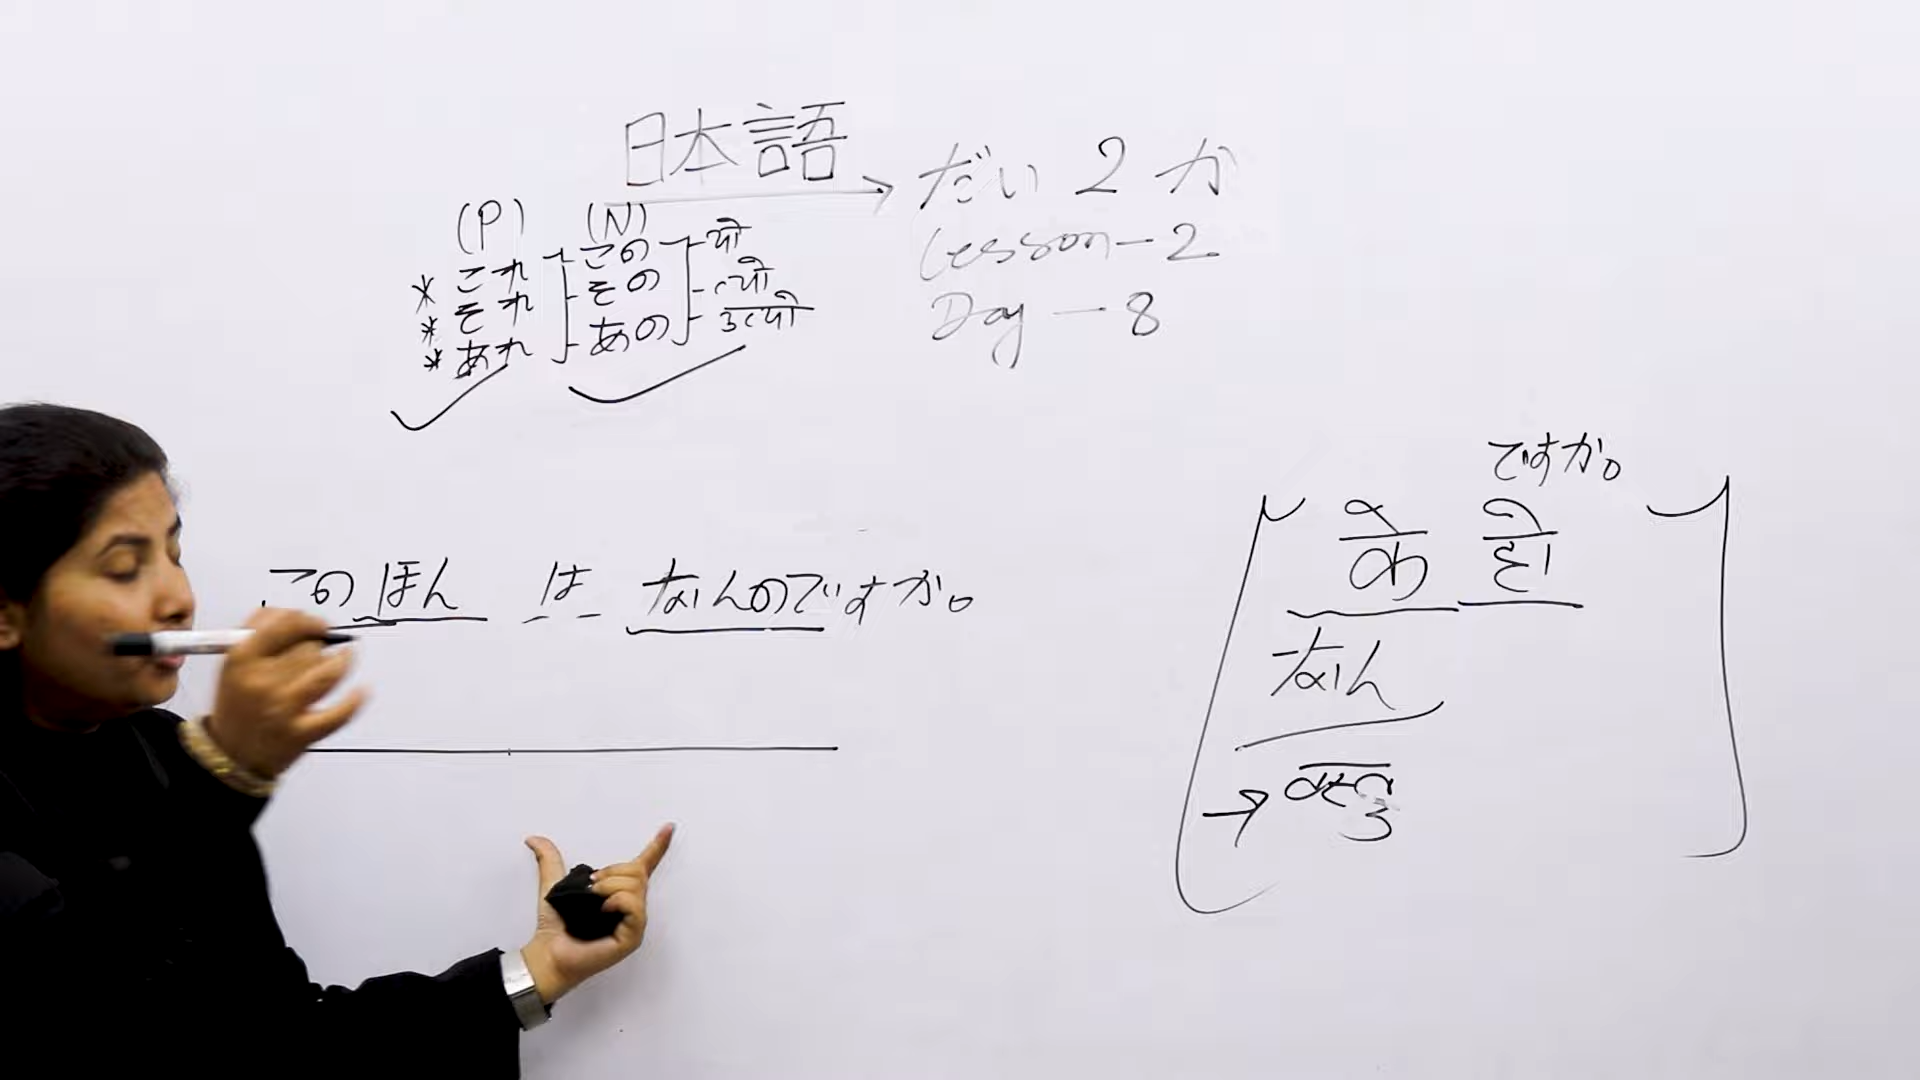 日本語 → だい 2 か
Lesson - 2
Day - 8
(P) (N)
* これ - この - यो
* それ - その - त्यो
* あれ - あの - उत्यो
このほん は なんのですか。
ですか。
के हो
なん
→ वस्तु